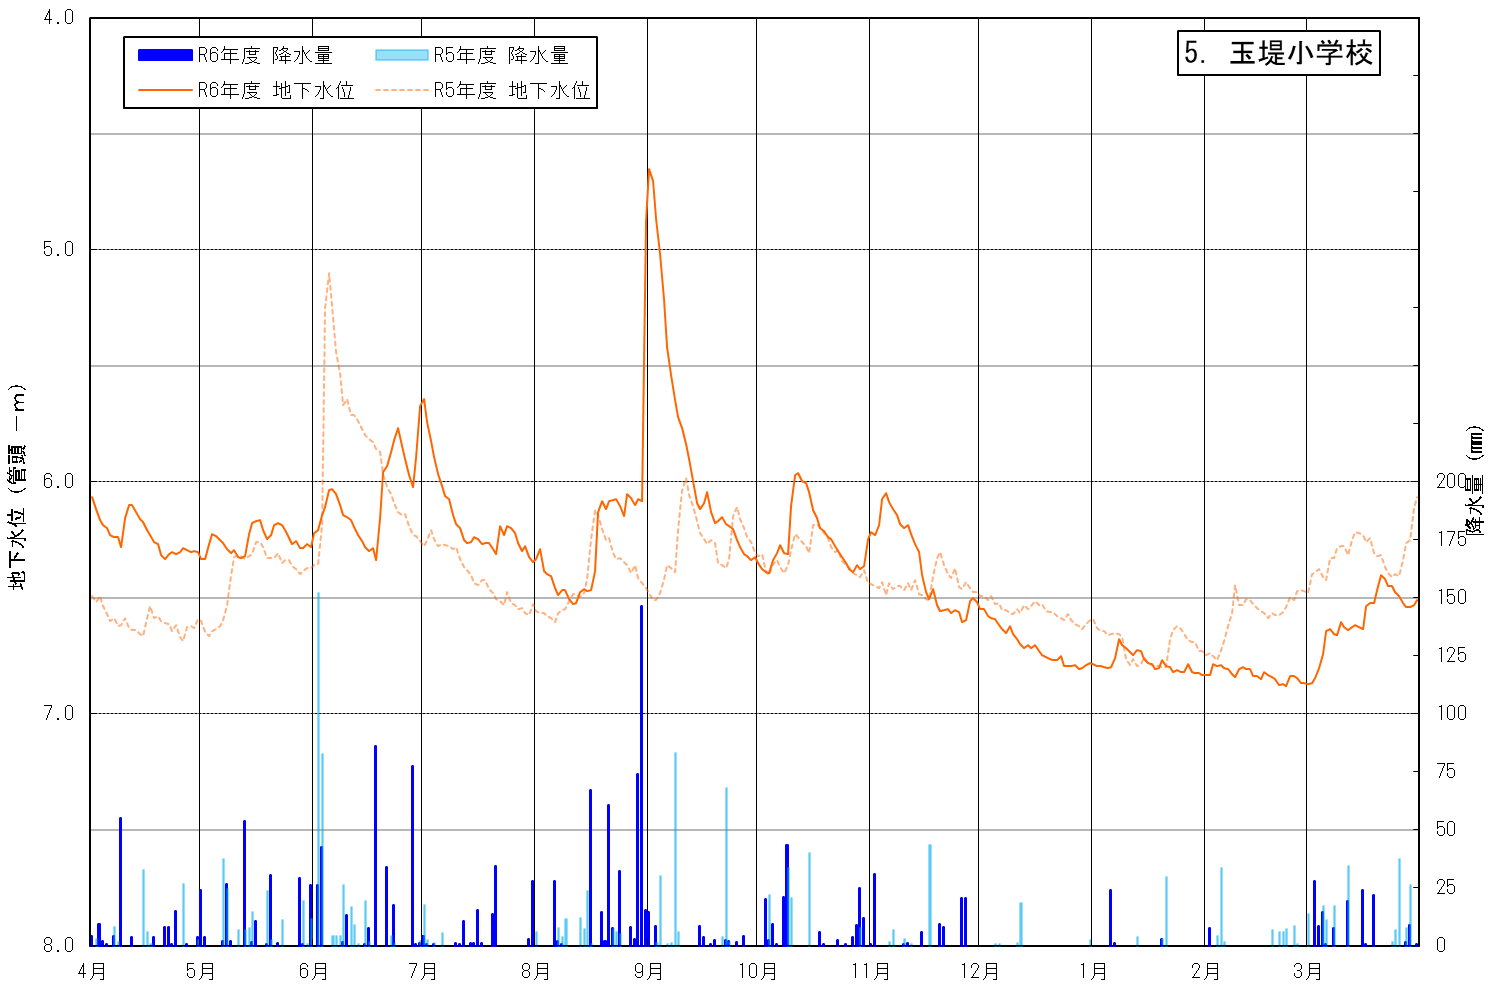 5. 玉堤小学校
R6年度 降水量 R5年度 降水量
R6年度 地下水位 R5年度 地下水位
地下水位（管頭 －m）
4.0
5.0
6.0
7.0
8.0
降水量（㎜）
200
175
150
125
100
75
50
25
0
4月 5月 6月 7月 8月 9月 10月 11月 12月 1月 2月 3月